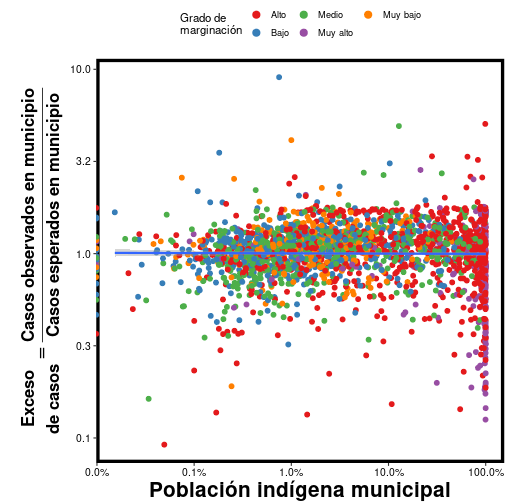 Grado de
marginación
Alto
Medio
Muy bajo
Bajo
Muy alto
Exceso
de casos
=
Casos observados en municipio
Casos esperados en municipio
10.0
3.2
1.0
0.3
0.1
0.0%
0.1%
1.0%
10.0%
100.0%
Población indígena municipal